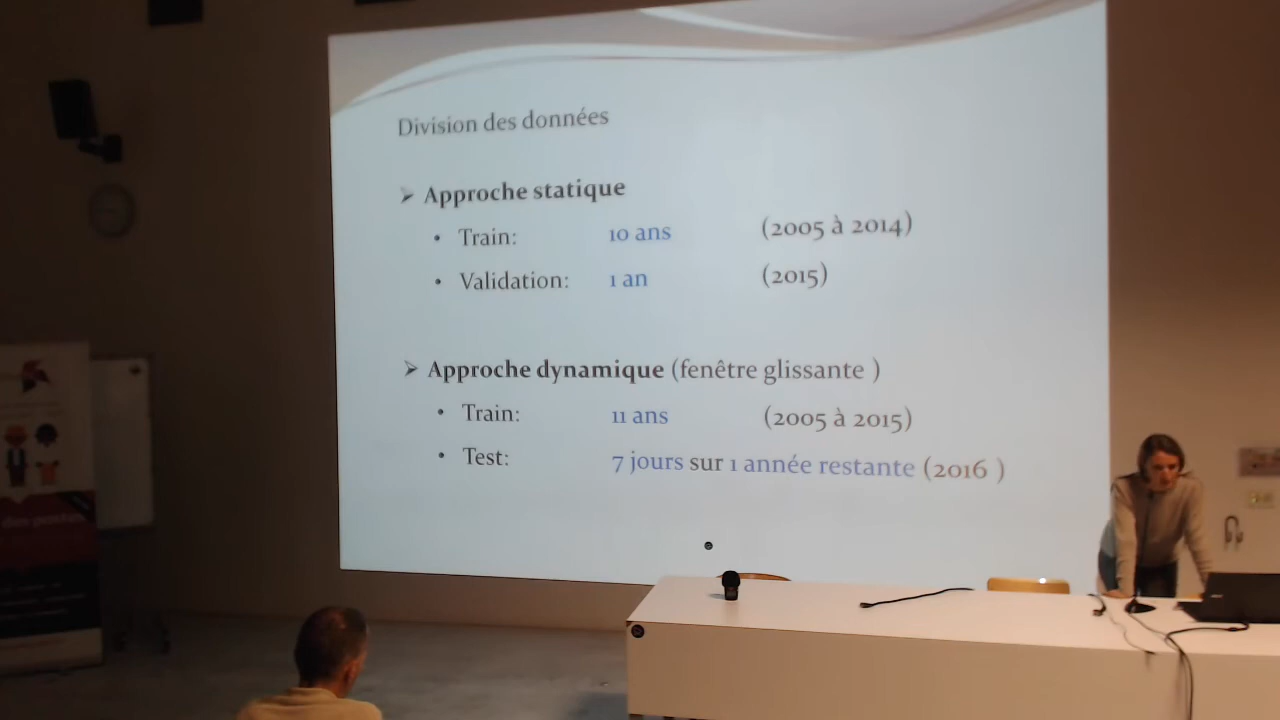 Division des données
➢ Approche statique
• Train: 10 ans (2005 à 2014)
• Validation: 1 an (2015)
➢ Approche dynamique (fenêtre glissante )
• Train: 11 ans (2005 à 2015)
• Test: 7 jours sur 1 année restante (2016 )